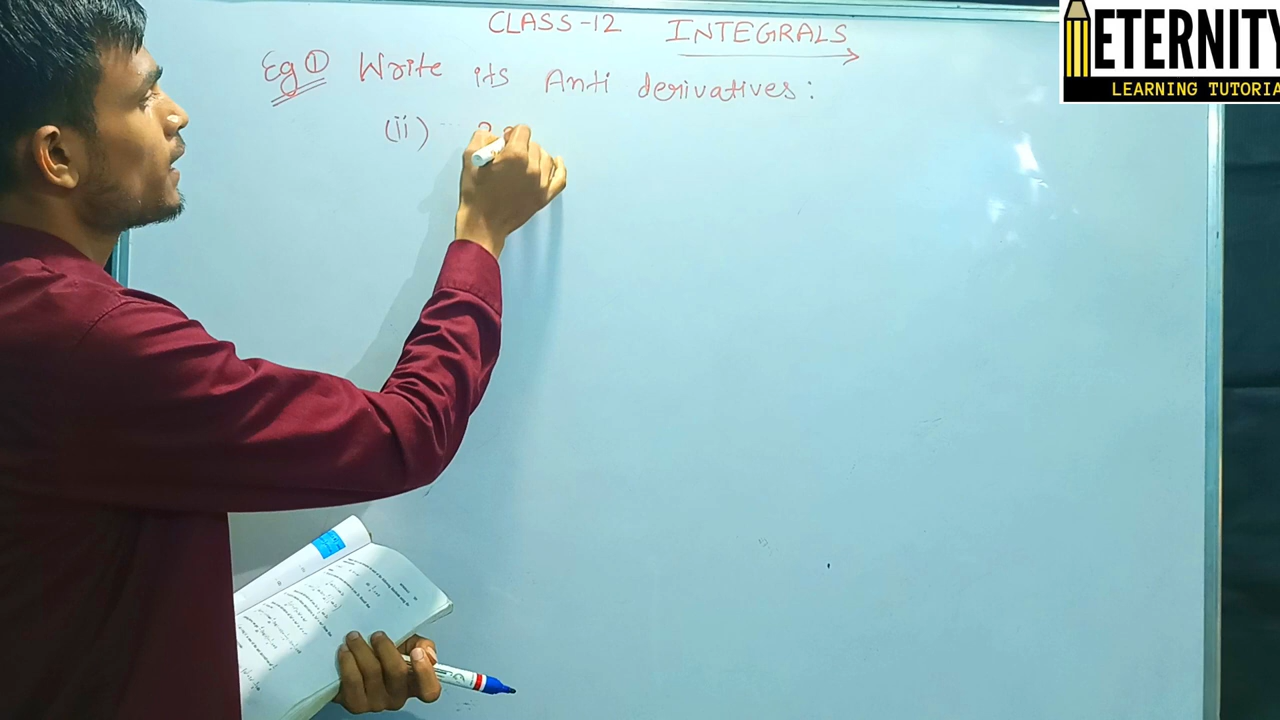 CLASS-12 INTEGRALS
Eg ① Write its Anti derivatives:
(ii)
ETERNITY
LEARNING TUTORIA